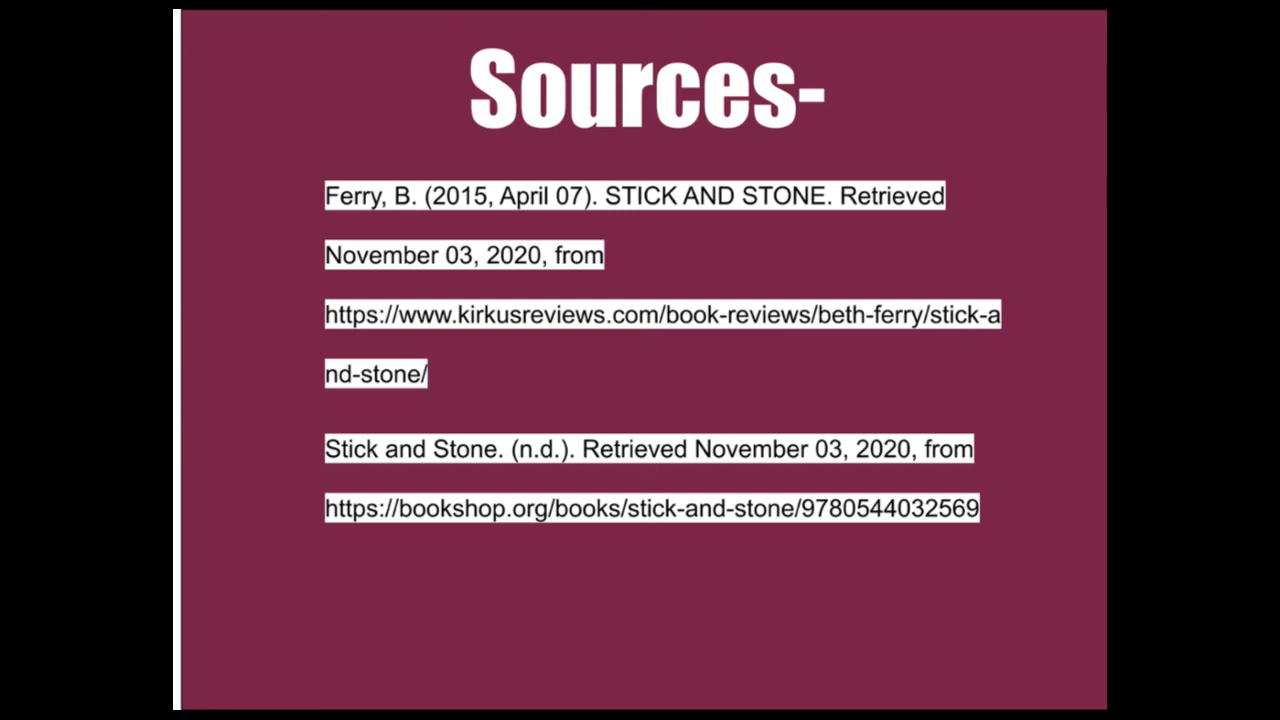 Sources-
Ferry, B. (2015, April 07). STICK AND STONE. Retrieved
November 03, 2020, from
https://www.kirkusreviews.com/book-reviews/beth-ferry/stick-a
nd-stone/
Stick and Stone. (n.d.). Retrieved November 03, 2020, from
https://bookshop.org/books/stick-and-stone/9780544032569